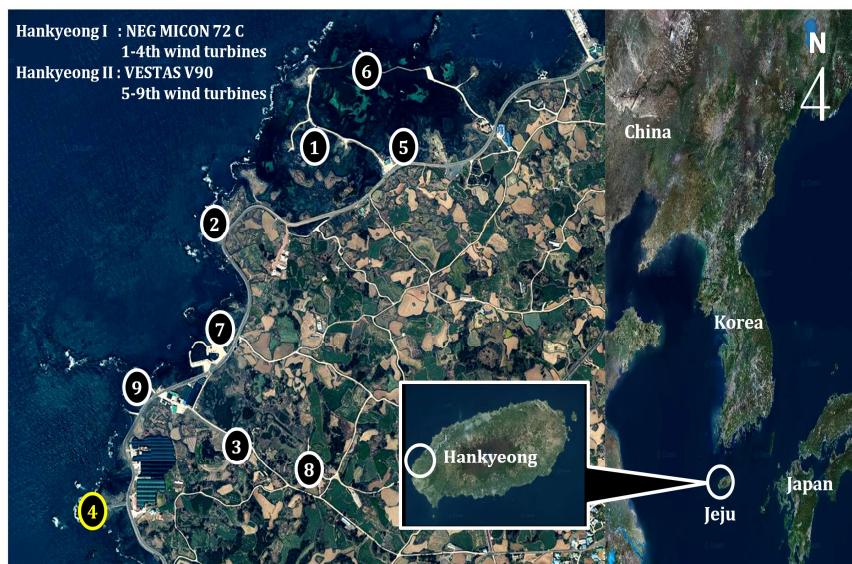 Hankyeong I : NEG MICON 72 C
1-4th wind turbines
Hankyeong II : VESTAS V90
5-9th wind turbines
6
1
5
2
7
9
3
8
4
N
China
Korea
Japan
Jeju
Hankyeong